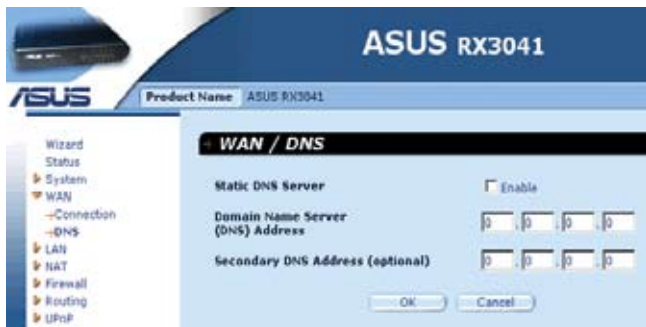 ASUS RX3041
ASUS
Product Name ASUS RX3041
Wizard
Status
System
WAN
Connection
DNS
LAN
NAT
Firewall
Routing
UPnP
WAN / DNS
Static DNS Server Enable
Domain Name Server
(DNS) Address 0 . 0 . 0 . 0
Secondary DNS Address (optional) 0 . 0 . 0 . 0
OK Cancel